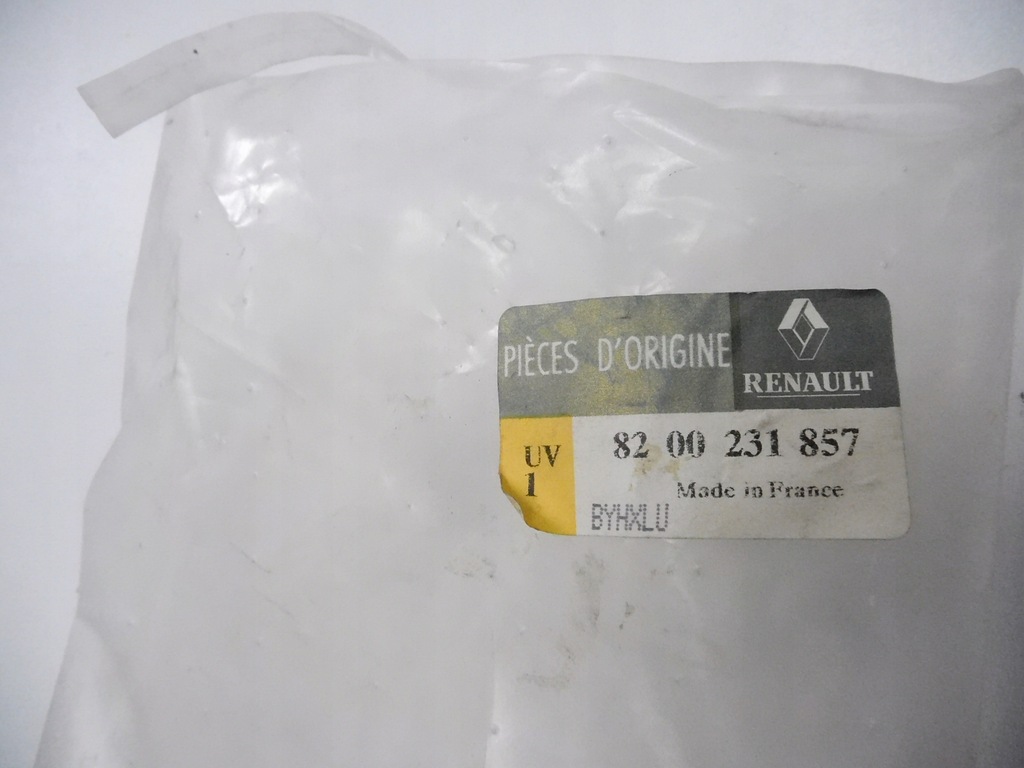 PIÈCES D'ORIGINE
RENAULT
UV
1
82 00 231 857
Made in France
BYHXLU